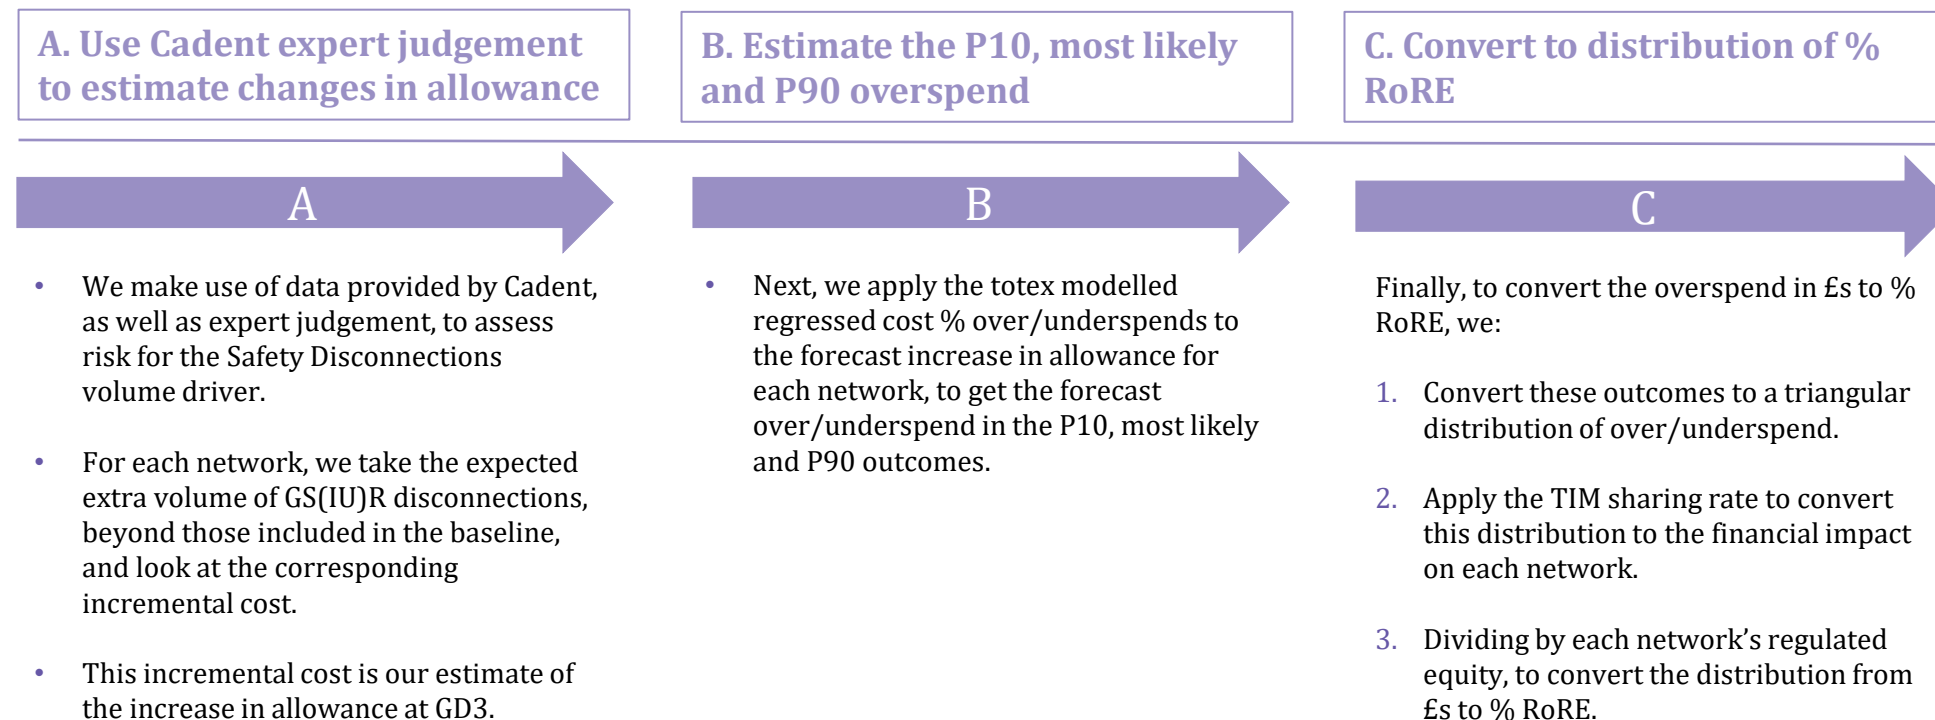 A. Use Cadent expert judgement
to estimate changes in allowance
B. Estimate the P10, most likely
and P90 overspend
C. Convert to distribution of %
RoRE
A
B
C
• We make use of data provided by Cadent,
as well as expert judgement, to assess
risk for the Safety Disconnections
volume driver.
• For each network, we take the expected
extra volume of GS(IU)R disconnections,
beyond those included in the baseline,
and look at the corresponding
incremental cost.
• This incremental cost is our estimate of
the increase in allowance at GD3.
• Next, we apply the totex modelled
regressed cost % over/underspends to
the forecast increase in allowance for
each network, to get the forecast
over/underspend in the P10, most likely
and P90 outcomes.
Finally, to convert the overspend in £s to %
RoRE, we:
1. Convert these outcomes to a triangular
distribution of over/underspend.
2. Apply the TIM sharing rate to convert
this distribution to the financial impact
on each network.
3. Dividing by each network’s regulated
equity, to convert the distribution from
£s to % RoRE.